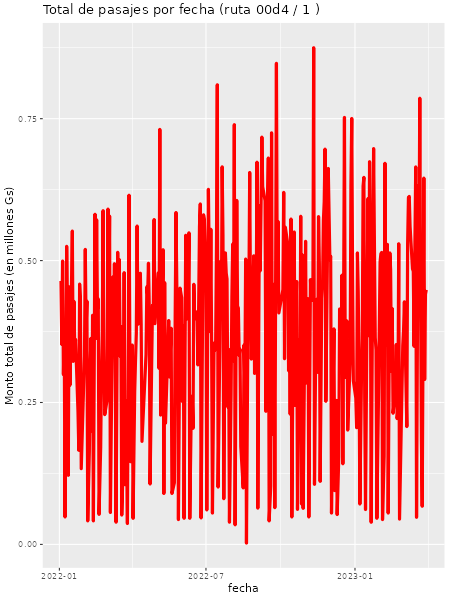 Total de pasajes por fecha (ruta 00d4 / 1 )
Monto total de pasajes (en millones Gs)
0.75
0.50
0.25
0.00
2022-01
2022-07
2023-01
fecha